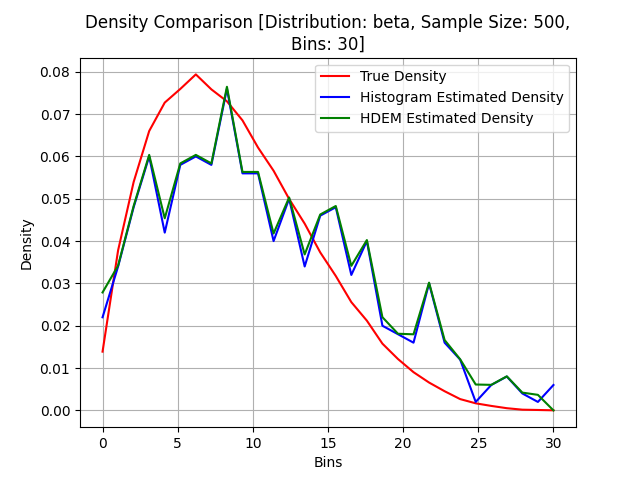 Density Comparison [Distribution: beta, Sample Size: 500,
Bins: 30]
True Density
Histogram Estimated Density
HDEM Estimated Density
Density
0.08
0.07
0.06
0.05
0.04
0.03
0.02
0.01
0.00
0 5 10 15 20 25 30
Bins